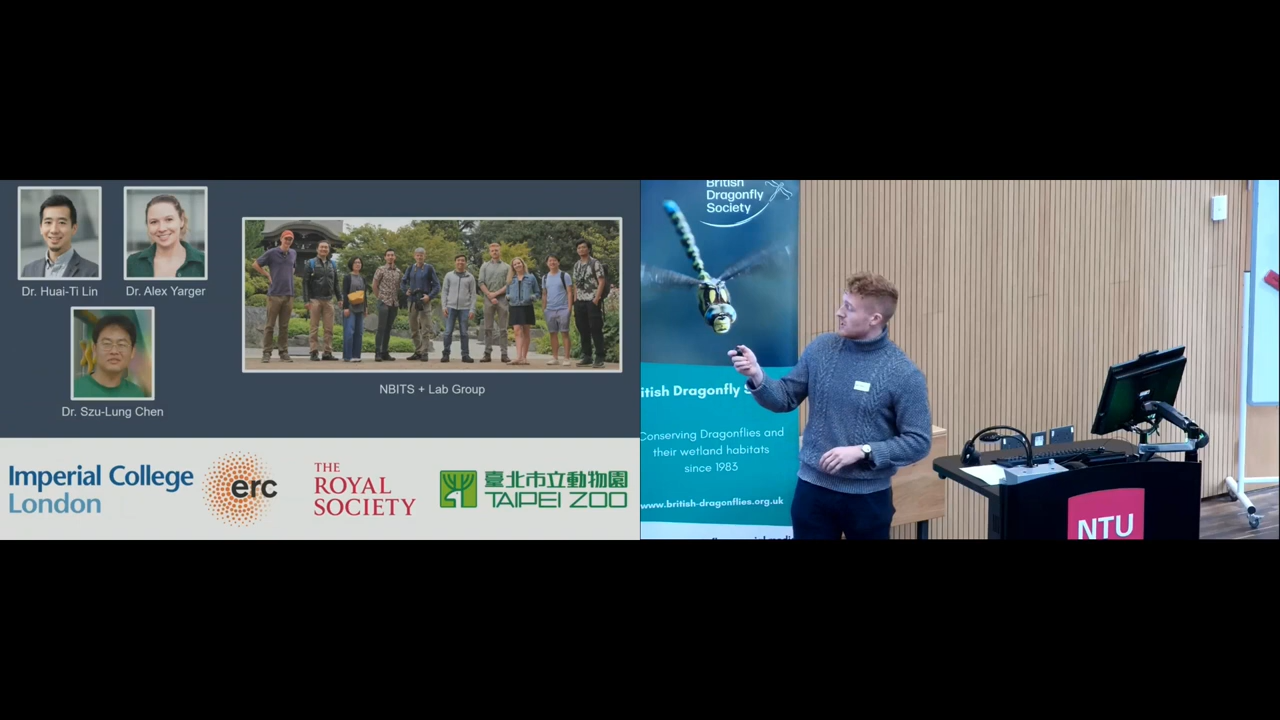 Dr. Huai-Ti Lin
Dr. Alex Yarger
Dr. Szu-Lung Chen
NBITS + Lab Group
Imperial College
London
erc
THE
ROYAL
SOCIETY
臺北市立動物園
TAIPEI ZOO
British
Dragonfly
Society
itish Dragonfly S
Conserving Dragonflies and
their wetland habitats
since 1983
www.british-dragonflies.org.uk
NTU